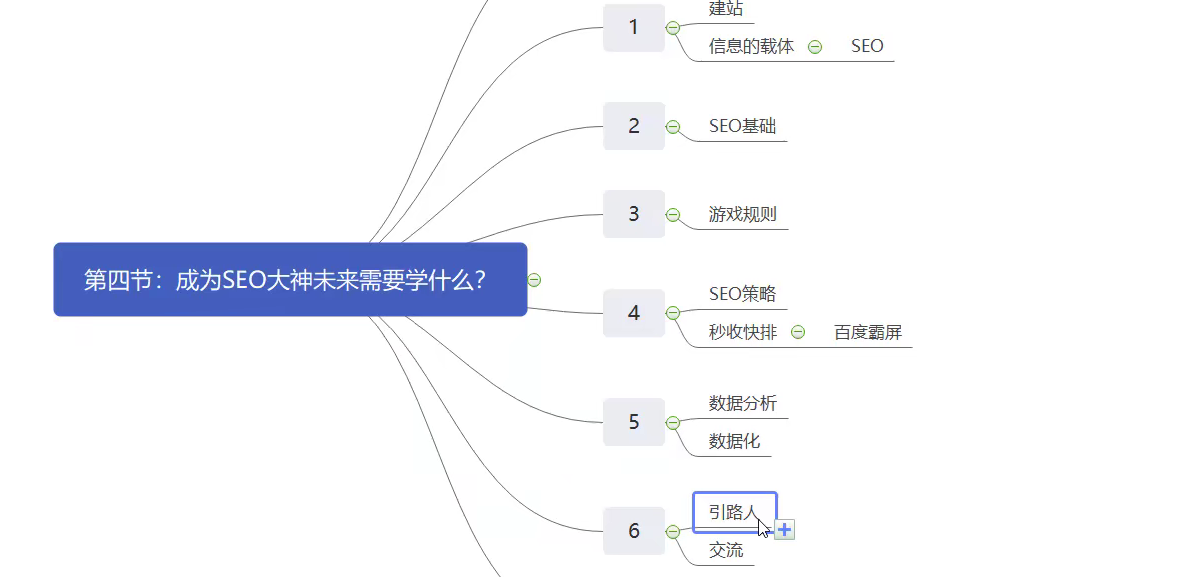 第四节：成为SEO大神未来需要学什么？
1
建站
信息的载体
SEO
2
SEO基础
3
游戏规则
4
SEO策略
秒收快排
百度霸屏
5
数据分析
数据化
6
引路人
交流